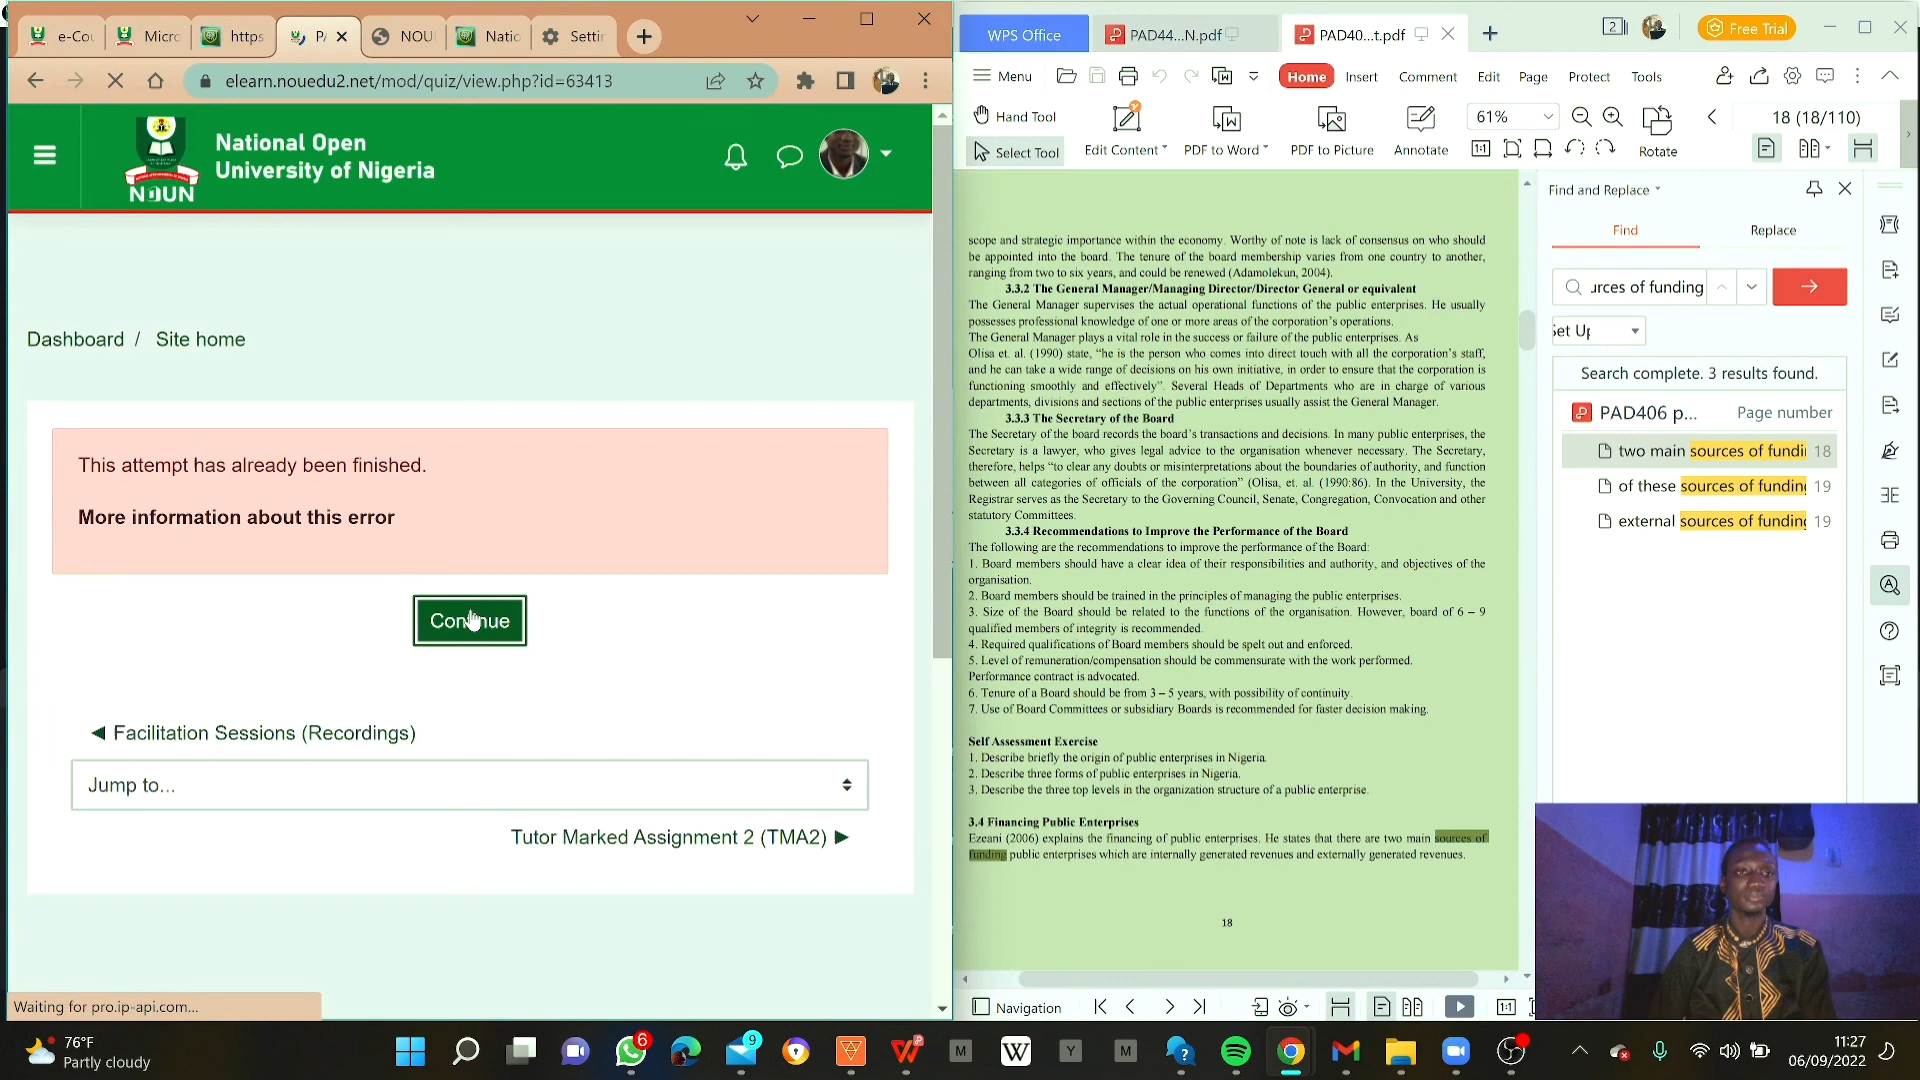 e-Cou
Micro
https
PA
NOU
Natio
Settin
elearn.nouedu2.net/mod/quiz/view.php?id=63413
National Open
University of Nigeria
NOUN
Dashboard / Site home
This attempt has already been finished.
More information about this error
Continue
◀ Facilitation Sessions (Recordings)
Jump to...
Tutor Marked Assignment 2 (TMA2) ▶
Waiting for pro.ip-api.com...
WPS Office
PAD44...N.pdf
PAD40...t.pdf
2
Free Trial
Menu
Home
Insert
Comment
Edit
Page
Protect
Tools
Hand Tool
Select Tool
Edit Content
PDF to Word
PDF to Picture
Annotate
61%
Rotate
18 (18/110)
scope and strategic importance within the economy. Worthy of note is lack of consensus on who should
be appointed into the board. The tenure of the board membership varies from one country to another,
ranging from two to six years, and could be renewed (Adamolekun, 2004).
3.3.2 The General Manager/Managing Director/Director General or equivalent
The General Manager supervises the actual operational functions of the public enterprises. He usually
possesses professional knowledge of one or more areas of the corporation's operations.
The General Manager plays a vital role in the success or failure of the public enterprises. As
Olisa et. al. (1990) state, "he is the person who comes into direct touch with all the corporation's staff,
and he can take a wide range of decisions on his own initiative, in order to ensure that the corporation is
functioning smoothly and effectively". Several Heads of Departments who are in charge of various
departments, divisions and sections of the public enterprises usually assist the General Manager.
3.3.3 The Secretary of the Board
The Secretary of the board records the board's transactions and decisions. In many public enterprises, the
Secretary is a lawyer, who gives legal advice to the organisation whenever necessary. The Secretary,
therefore, helps "to clear any doubts or misinterpretations about the boundaries of authority, and function
between all categories of officials of the corporation" (Olisa, et. al. (1990:86). In the University, the
Registrar serves as the Secretary to the Governing Council, Senate, Congregation, Convocation and other
statutory Committees.
3.3.4 Recommendations to Improve the Performance of the Board
The following are the recommendations to improve the performance of the Board:
1. Board members should have a clear idea of their responsibilities and authority, and objectives of the
organisation.
2. Board members should be trained in the principles of managing the public enterprises.
3. Size of the Board should be related to the functions of the organisation. However, board of 6 – 9
qualified members of integrity is recommended.
4. Required qualifications of Board members should be spelt out and enforced.
5. Level of remuneration/compensation should be commensurate with the work performed.
Performance contract is advocated.
6. Tenure of a Board should be from 3 – 5 years, with possibility of continuity.
7. Use of Board Committees or subsidiary Boards is recommended for faster decision making.
Self Assessment Exercise
1. Describe briefly the origin of public enterprises in Nigeria.
2. Describe three forms of public enterprises in Nigeria.
3. Describe the three top levels in the organization structure of a public enterprise.
3.4 Financing Public Enterprises
Ezeani (2006) explains the financing of public enterprises. He states that there are two main sources of
funding public enterprises which are internally generated revenues and externally generated revenues.
18
Navigation
Find and Replace
Find
Replace
urces of funding
Set Up
Search complete. 3 results found.
PAD406 p...
Page number
two main sources of fundi 18
of these sources of funding 19
external sources of funding 19
76°F
Partly cloudy
6
9
11:27
06/09/2022